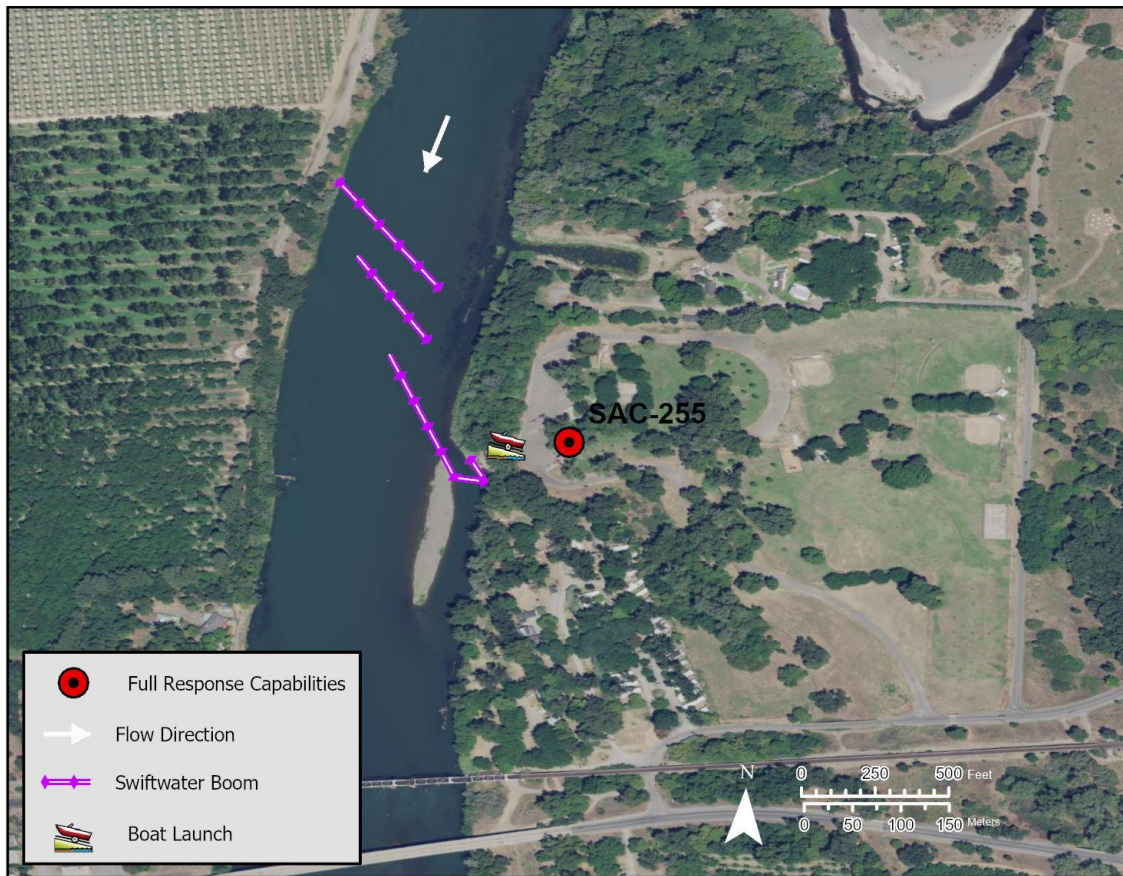 SAC-255
Full Response Capabilities
Flow Direction
Swiftwater Boom
Boat Launch
N
0 250 500 Feet
0 50 100 150 Meters